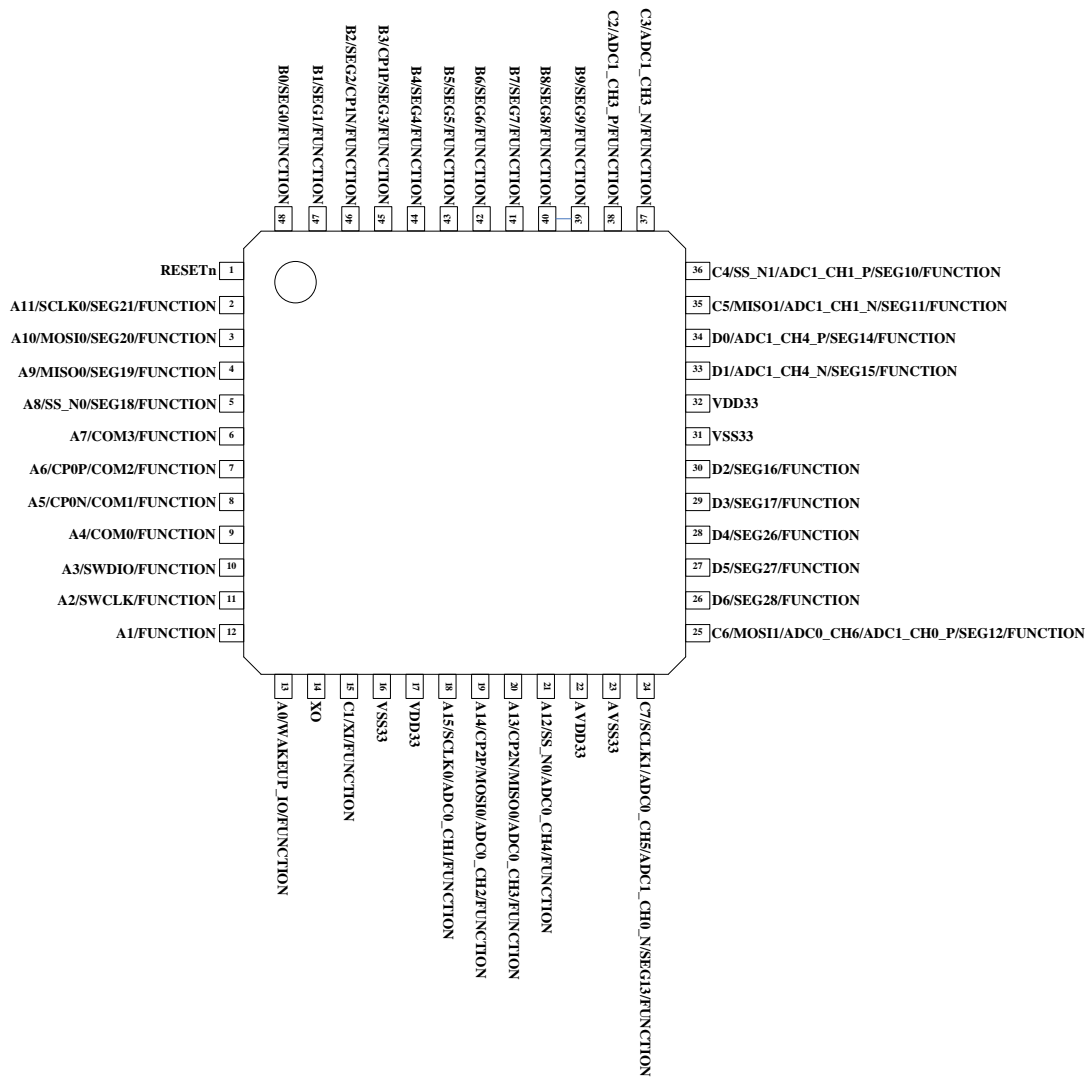 B0/SEG0/FUNCTION
B1/SEG1/FUNCTION
B2/SEG2/CP1N/FUNCTION
B3/CP1P/SEG3/FUNCTION
B4/SEG4/FUNCTION
B5/SEG5/FUNCTION
B6/SEG6/FUNCTION
B7/SEG7/FUNCTION
B8/SEG8/FUNCTION
B9/SEG9/FUNCTION
C2/ADC1_CH3_P/FUNCTION
C3/ADC1_CH3_N/FUNCTION
48
47
46
45
44
43
42
41
40
39
38
37
RESETn 1
A11/SCLK0/SEG21/FUNCTION 2
A10/MOSI0/SEG20/FUNCTION 3
A9/MISO0/SEG19/FUNCTION 4
A8/SS_N0/SEG18/FUNCTION 5
A7/COM3/FUNCTION 6
A6/CP0P/COM2/FUNCTION 7
A5/CP0N/COM1/FUNCTION 8
A4/COM0/FUNCTION 9
A3/SWDIO/FUNCTION 10
A2/SWCLK/FUNCTION 11
A1/FUNCTION 12
36 C4/SS_N1/ADC1_CH1_P/SEG10/FUNCTION
35 C5/MISO1/ADC1_CH1_N/SEG11/FUNCTION
34 D0/ADC1_CH4_P/SEG14/FUNCTION
33 D1/ADC1_CH4_N/SEG15/FUNCTION
32 VDD33
31 VSS33
30 D2/SEG16/FUNCTION
29 D3/SEG17/FUNCTION
28 D4/SEG26/FUNCTION
27 D5/SEG27/FUNCTION
26 D6/SEG28/FUNCTION
25 C6/MOSI1/ADC0_CH6/ADC1_CH0_P/SEG12/FUNCTION
13 A0/WAKEUP_IO/FUNCTION
14 XO
15 C1/XI/FUNCTION
16 VSS33
17 VDD33
18 A15/SCLK0/ADC0_CH1/FUNCTION
19 A14/CP2P/MOSI0/ADC0_CH2/FUNCTION
20 A13/CP2N/MISO0/ADC0_CH3/FUNCTION
21 A12/SS_N0/ADC0_CH4/FUNCTION
22 AVDD33
23 AVSS33
24 C7/SCLK1/ADC0_CH5/ADC1_CH0_N/SEG13/FUNCTION